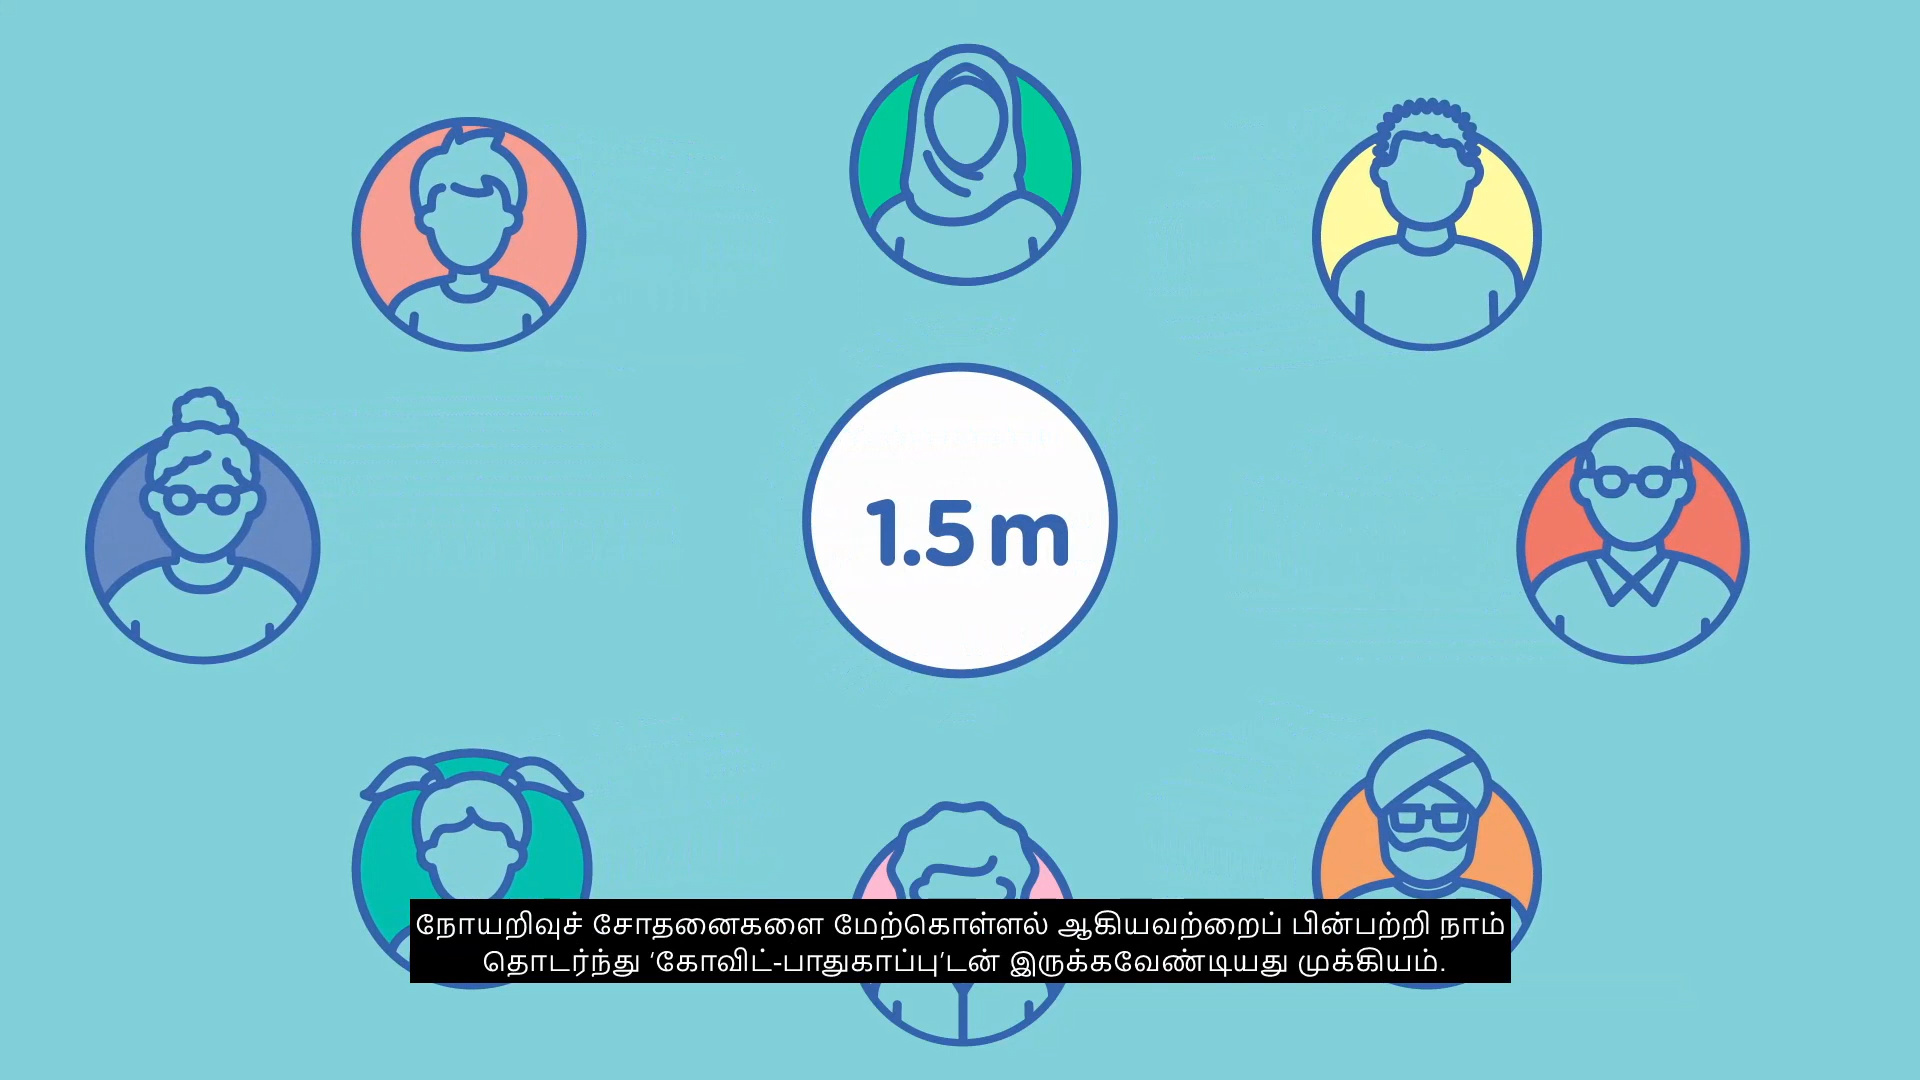 1.5 m
நோயறிவுச் சோதனைகளை மேற்கொள்ளல் ஆகியவற்றைப் பின்பற்றி நாம்
தொடர்ந்து ‘கோவிட்-பாதுகாப்பு’டன் இருக்கவேண்டியது முக்கியம்.